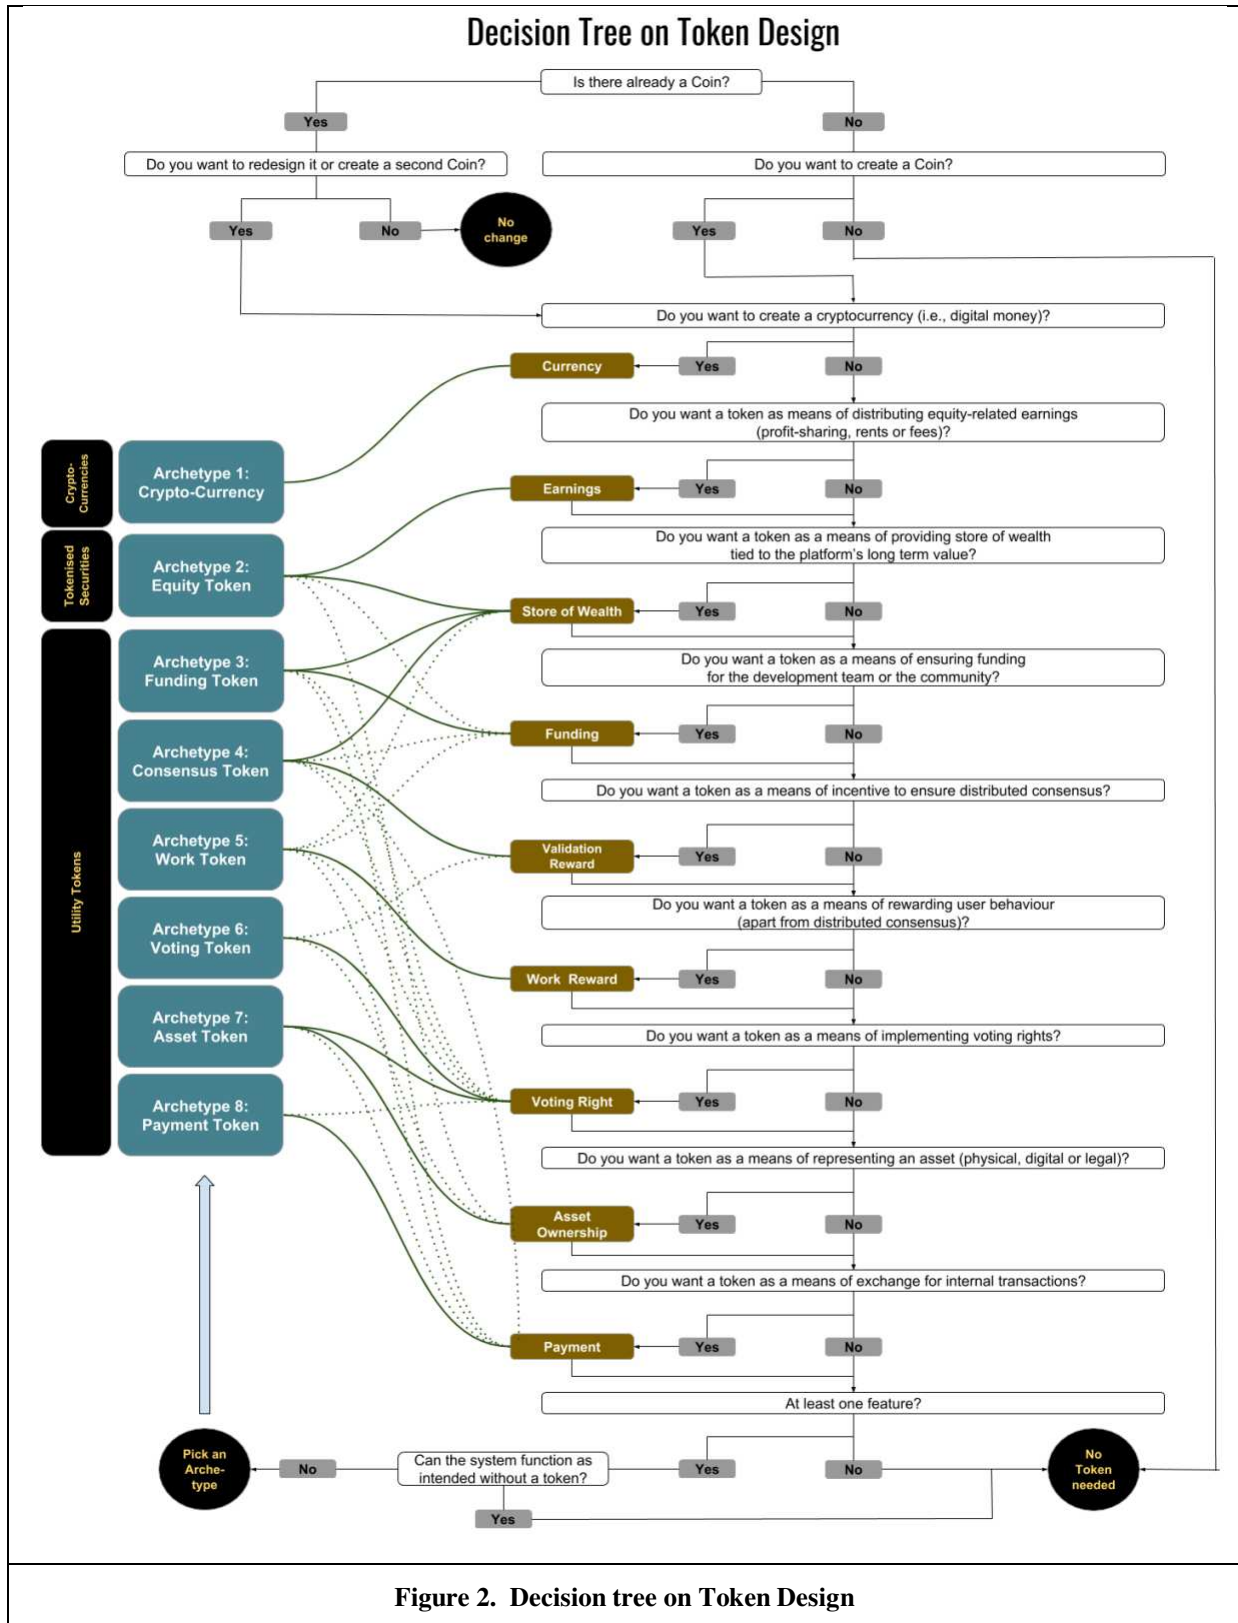 Decision Tree on Token Design
Is there already a Coin?
Yes
No
Do you want to redesign it or create a second Coin?
Do you want to create a Coin?
Yes
No
No
change
Yes
No
Do you want to create a cryptocurrency (i.e., digital money)?
Currency
Yes
No
Do you want a token as means of distributing equity-related earnings
(profit-sharing, rents or fees)?
Crypto-
Currencies
Archetype 1:
Crypto-Currency
Earnings
Yes
No
Do you want a token as a means of providing store of wealth
tied to the platform's long term value?
Tokenised
Securities
Archetype 2:
Equity Token
Store of Wealth
Yes
No
Utility Tokens
Archetype 3:
Funding Token
Do you want a token as a means of ensuring funding
for the development team or the community?
Funding
Yes
No
Archetype 4:
Consensus Token
Do you want a token as a means of incentive to ensure distributed consensus?
Archetype 5:
Work Token
Validation
Reward
Yes
No
Do you want a token as a means of rewarding user behaviour
(apart from distributed consensus)?
Archetype 6:
Voting Token
Work Reward
Yes
No
Archetype 7:
Asset Token
Do you want a token as a means of implementing voting rights?
Archetype 8:
Payment Token
Voting Right
Yes
No
Do you want a token as a means of representing an asset (physical, digital or legal)?
Asset
Ownership
Yes
No
Do you want a token as a means of exchange for internal transactions?
Payment
Yes
No
At least one feature?
Pick an
Arche-
type
No
Can the system function as
intended without a token?
Yes
No
No
Token
needed
Yes
Figure 2. Decision tree on Token Design